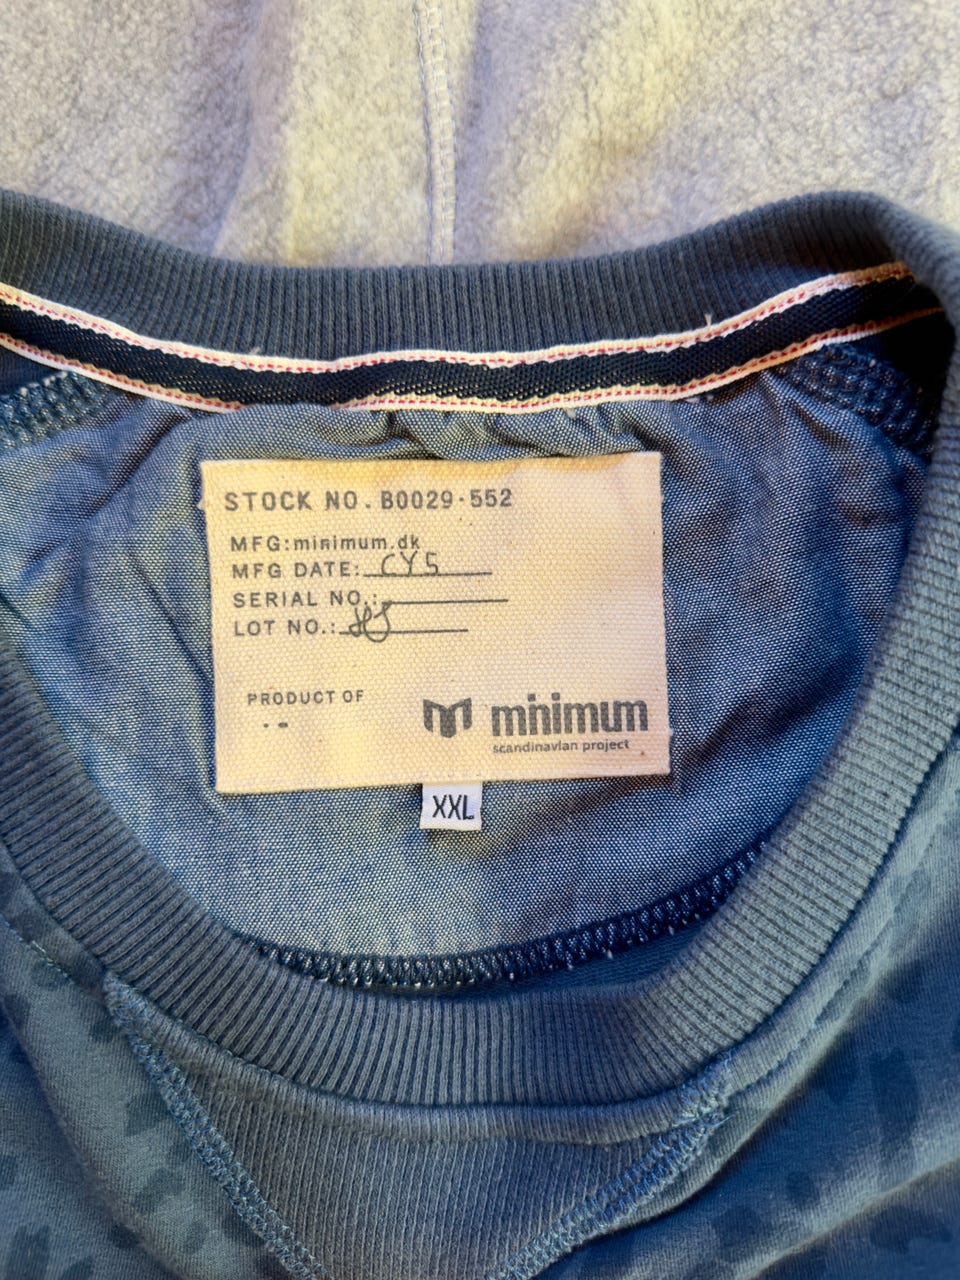 STOCK NO. B0029·552
MFG:minimum.dk
MFG DATE: CY5
SERIAL NO.:
LOT NO.:
PRODUCT OF
minimum
scandinavian project
XXL